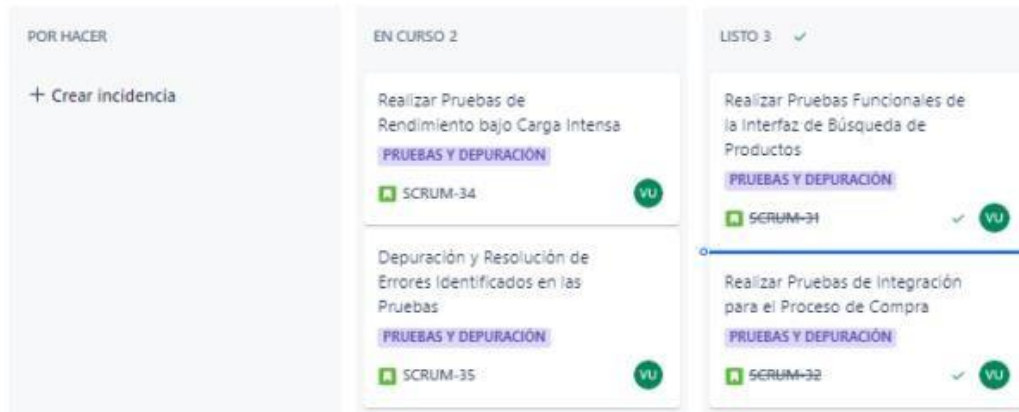 POR HACER
+ Crear incidencia
EN CURSO 2
Realizar Pruebas de
Rendimiento bajo Carga Intensa
PRUEBAS Y DEPURACIÓN
SCRUM-34
VU
Depuración y Resolución de
Errores Identificados en las
Pruebas
PRUEBAS Y DEPURACIÓN
SCRUM-35
VU
LISTO 3
Realizar Pruebas Funcionales de
la Interfaz de Búsqueda de
Productos
PRUEBAS Y DEPURACIÓN
SCRUM-31
VU
Realizar Pruebas de Integración
para el Proceso de Compra
PRUEBAS Y DEPURACIÓN
SCRUM-32
VU